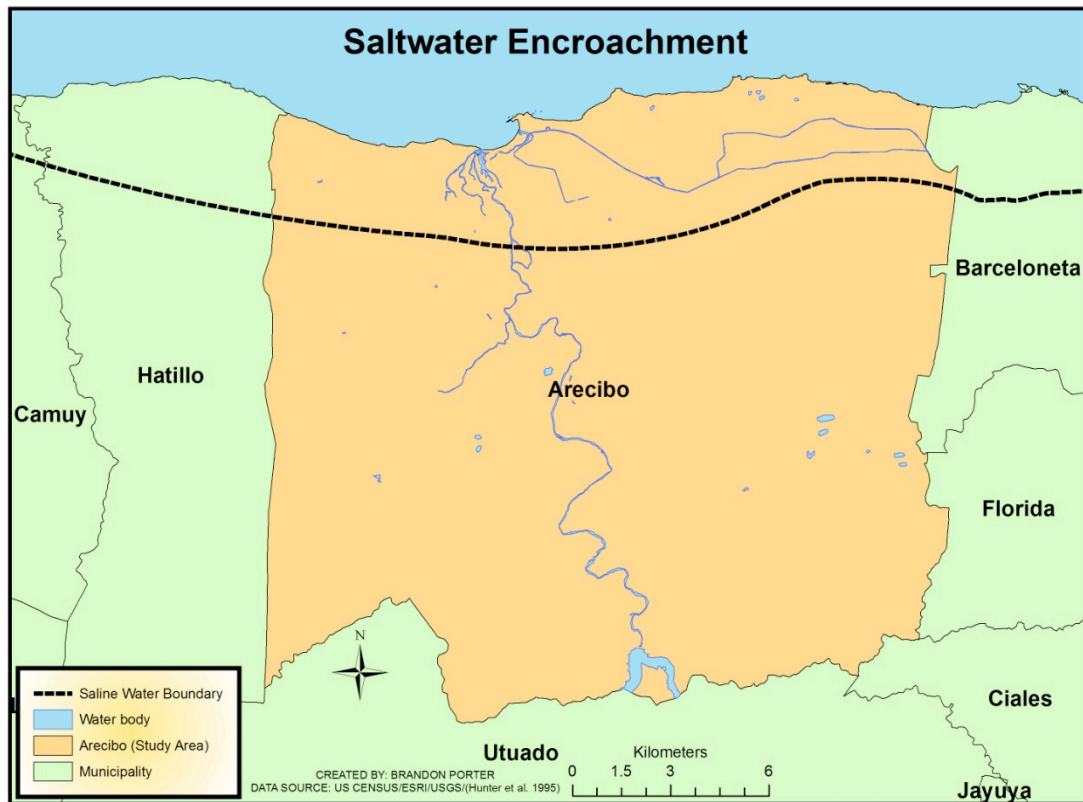 Saltwater Encroachment
Barceloneta
Hatillo
Arecibo
Camuy
Florida
N
Saline Water Boundary
Water body
Arecibo (Study Area)
Municipality
Ciales
Utuado
Kilometers
CREATED BY: BRANDON PORTER
DATA SOURCE: US CENSUS/ESRI/USGS/(Hunter et al. 1995)
0 1.5 3 6
Jayuya